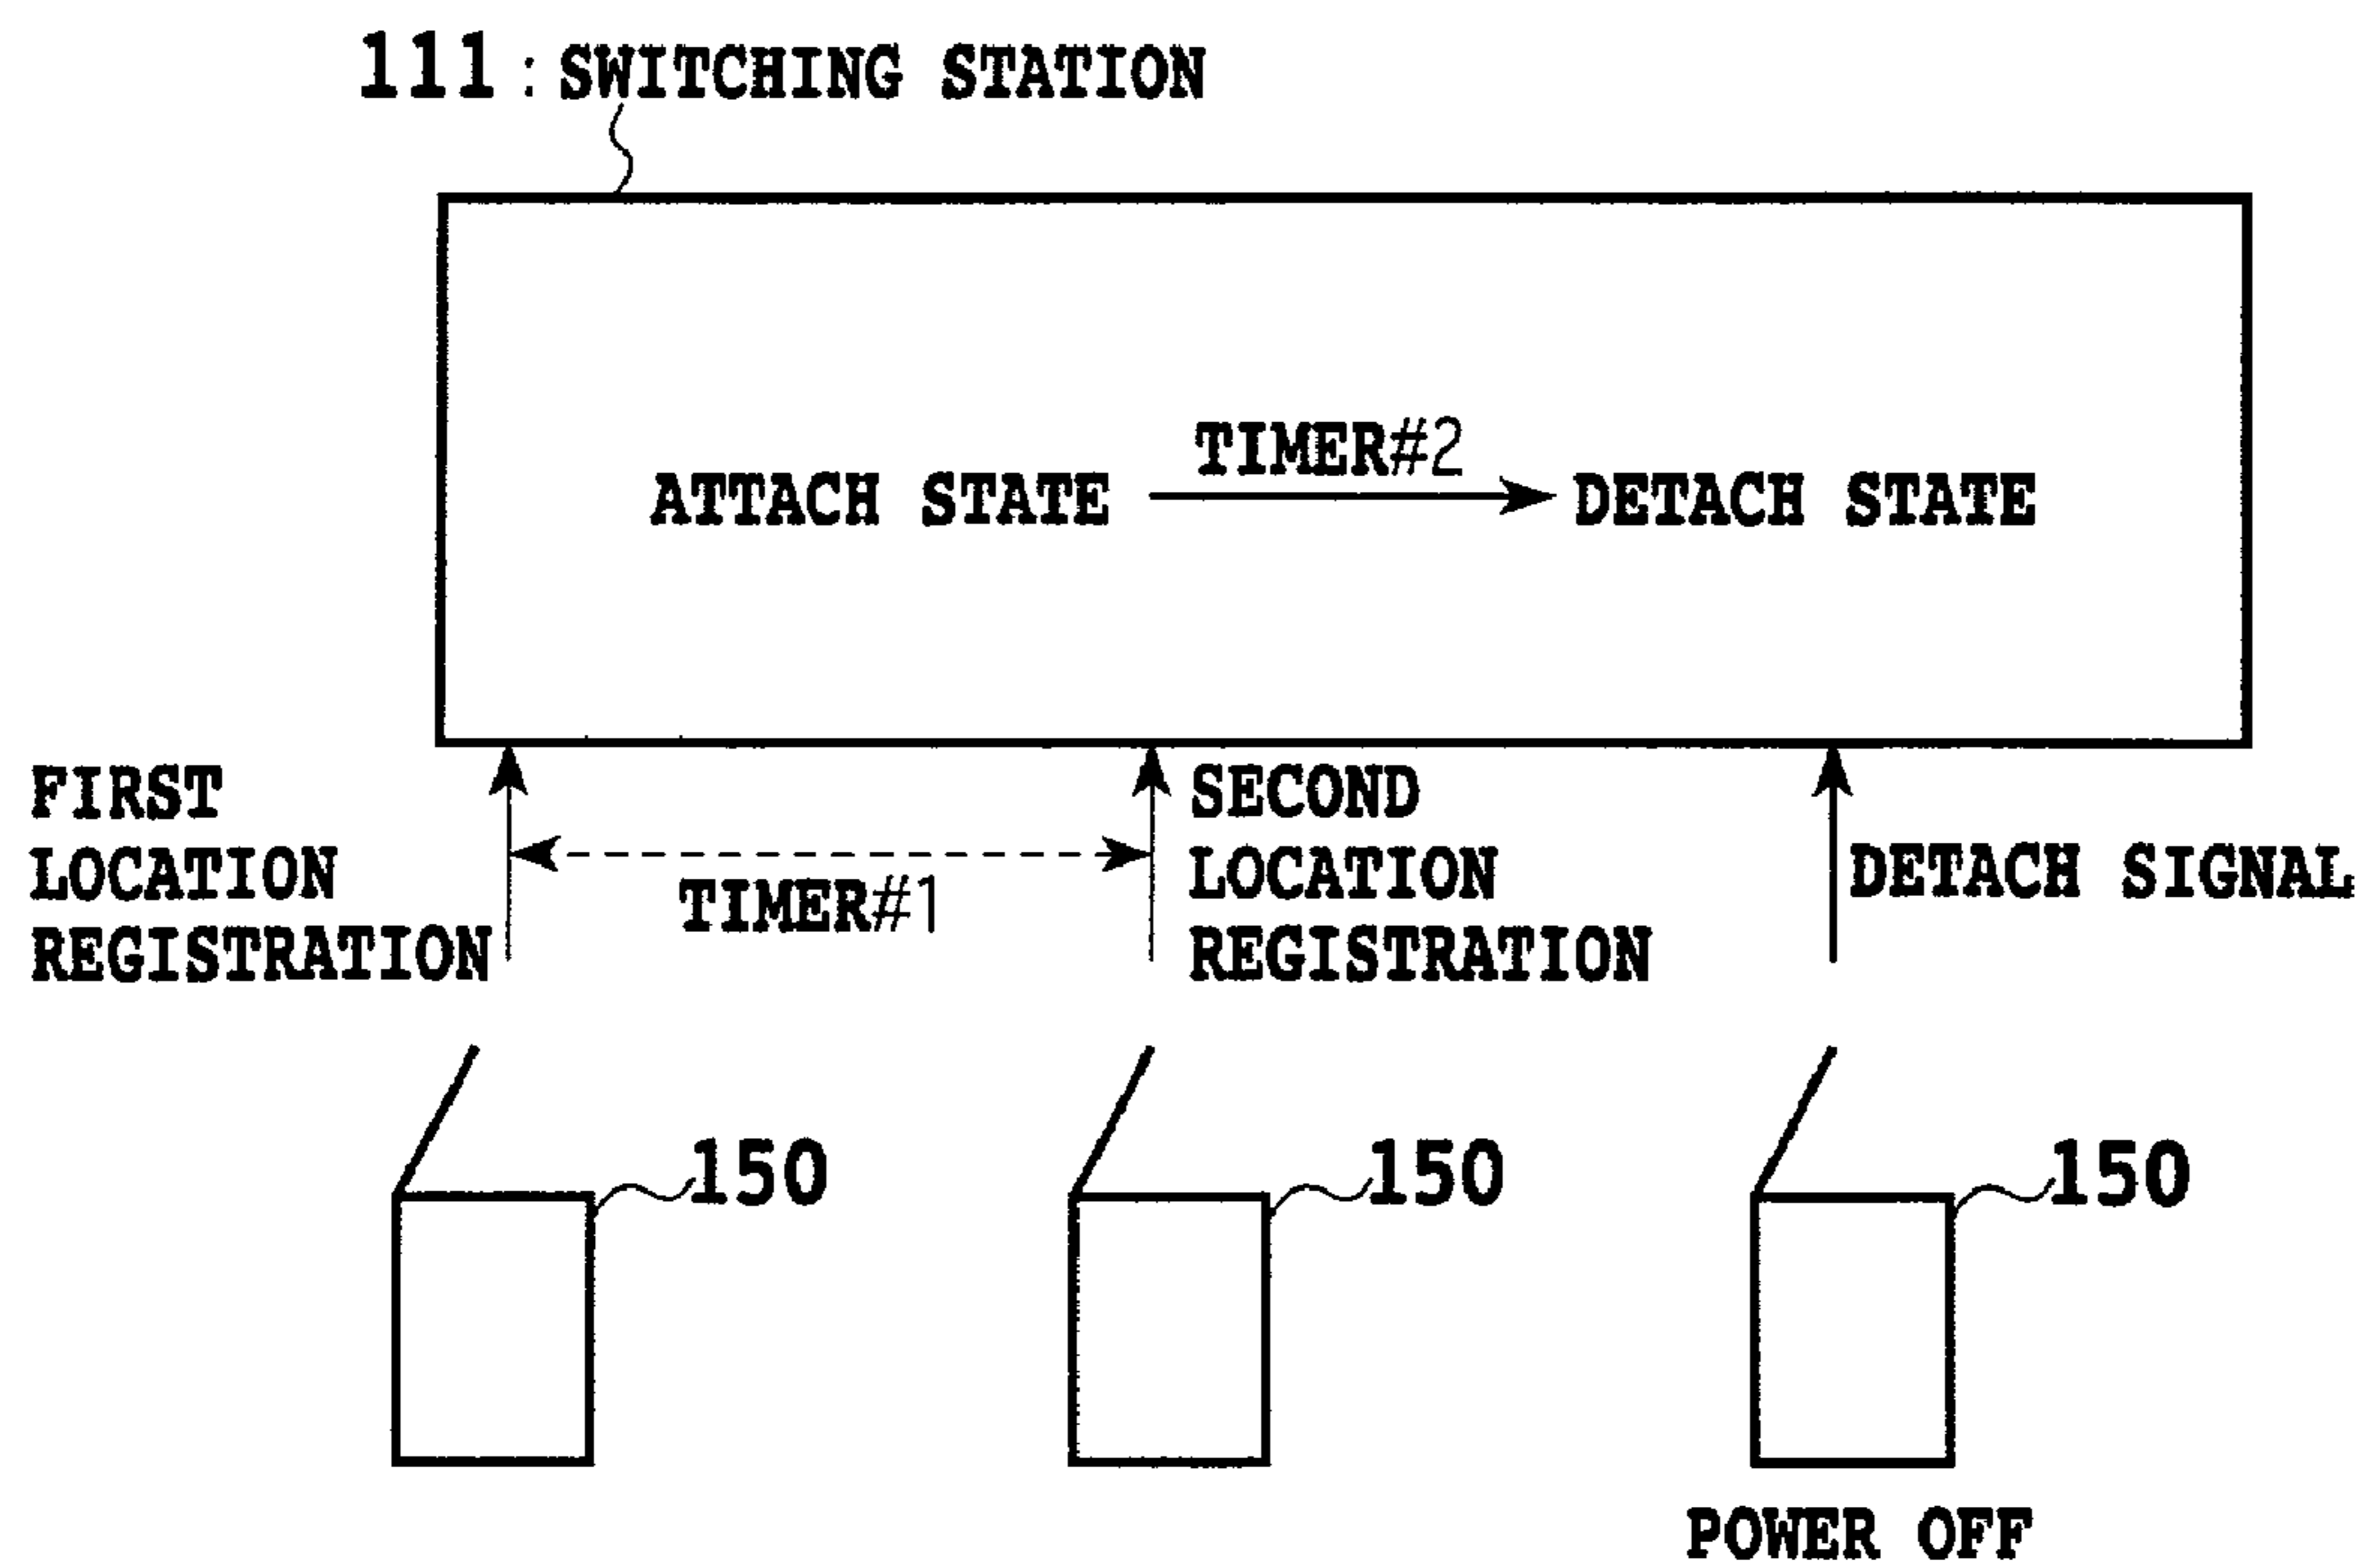 111 : SWITCHING STATION
TIMER#2
ATTACH STATE
DETACH STATE
FIRST
LOCATION
REGISTRATION
TIMER#1
SECOND
LOCATION
REGISTRATION
DETACH SIGNAL
150
150
150
POWER OFF